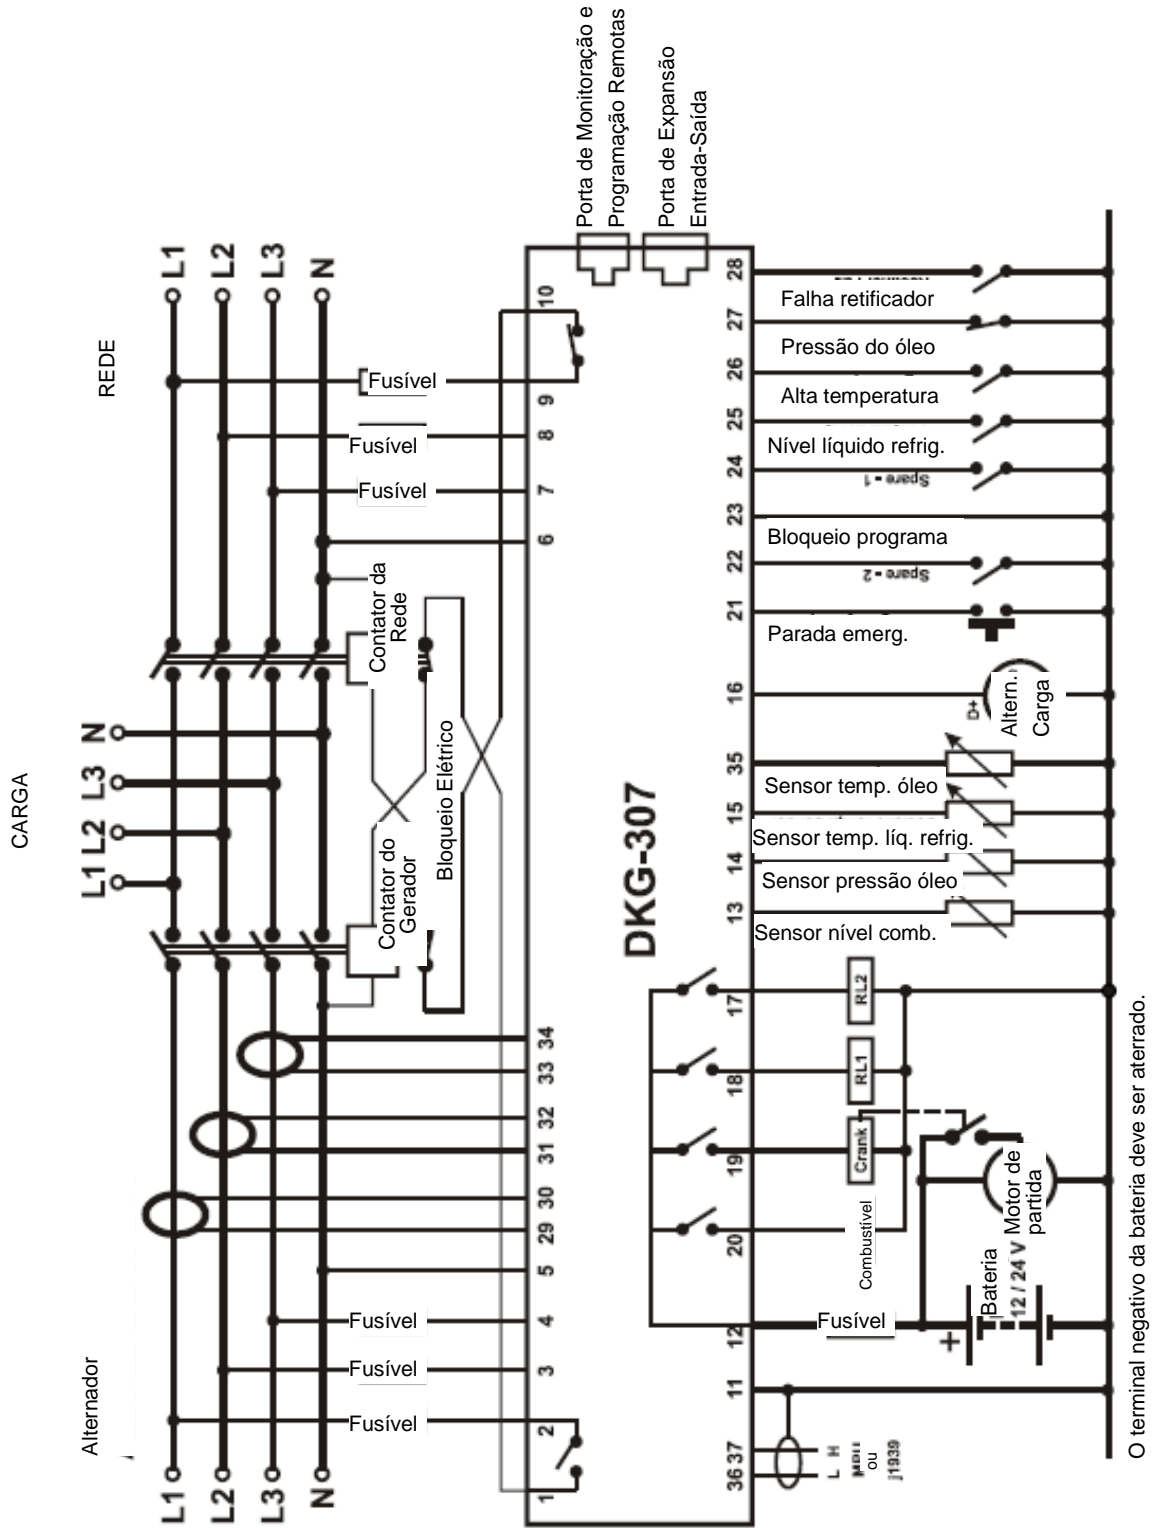 Porta de Monitoração e
Programação Remotas
Porta de Expansão
Entrada-Saída
REDE
L1
L2
L3
N
Fusível
Fusível
Fusível
10
9
8
7
6
Contator da
Rede
CARGA
N
L3
L2
L1
Bloqueio Elétrico
Contator do
Gerador
DKG-307
34
33
32
31
30
29
5
4
3
2
1
Fusível
Fusível
Fusível
Alternador
L1
L2
L3
N
28
Falha retificador
27
Pressão do óleo
26
Alta temperatura
25
Nível líquido refrig.
24
Spare - 1
23
Bloqueio programa
22
Spare - 2
21
Parada emerg.
16
D+
Altern.
Carga
35
Sensor temp. óleo
15
Sensor temp. líq. refrig.
14
Sensor pressão óleo
13
Sensor nível comb.
17
RL2
18
RL1
19
Crank
20
Combustível
Motor de
partida
12
Fusível
+
Bateria
12 / 24 V
11
36 37
L H
ou
j1939
O terminal negativo da bateria deve ser aterrado.